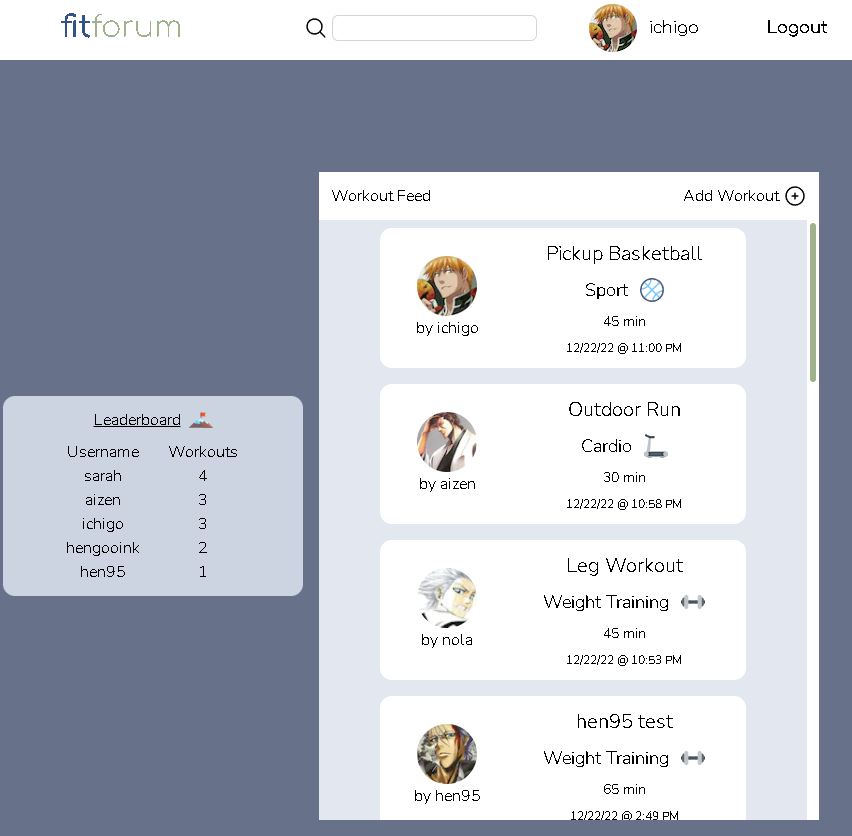 fitforum
ichigo
Logout
Workout Feed
Add Workout
Pickup Basketball
Sport
45 min
12/22/22 @ 11:00 PM
by ichigo
Outdoor Run
Cardio
30 min
12/22/22 @ 10:58 PM
by aizen
Leg Workout
Weight Training
45 min
12/22/22 @ 10:53 PM
by nola
hen95 test
Weight Training
65 min
12/22/22 @ 2:49 PM
by hen95
Leaderboard
Username Workouts
sarah 4
aizen 3
ichigo 3
hengooink 2
hen95 1